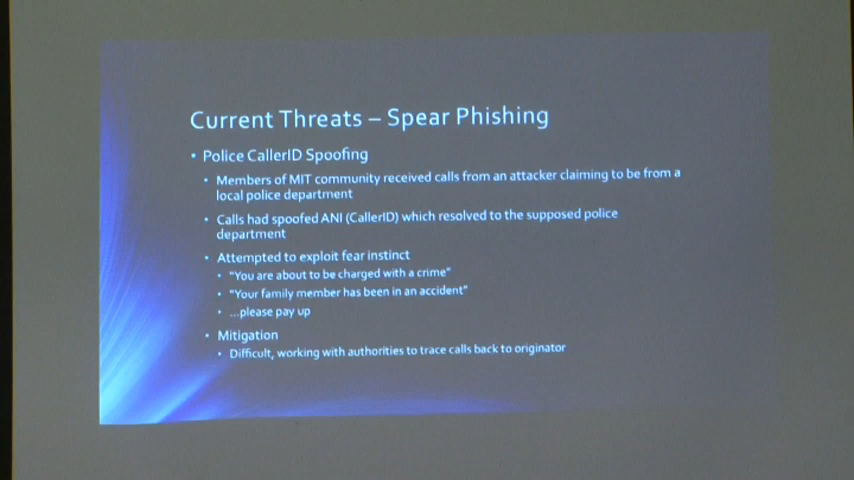 Current Threats – Spear Phishing
• Police CallerID Spoofing
• Members of MIT community received calls from an attacker claiming to be from a
local police department
• Calls had spoofed ANI (CallerID) which resolved to the supposed police
department
• Attempted to exploit fear instinct
• "You are about to be charged with a crime"
• "Your family member has been in an accident"
• ...please pay up
• Mitigation
• Difficult, working with authorities to trace calls back to originator